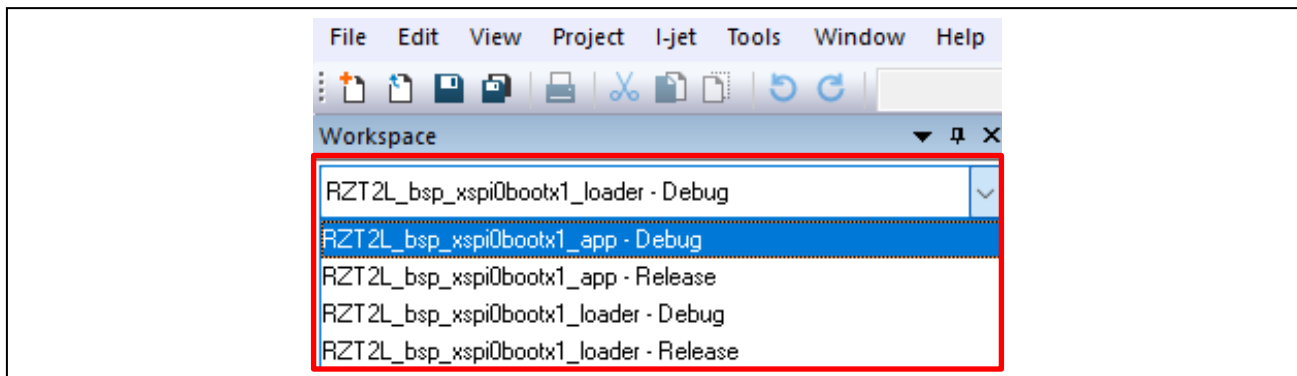 File Edit View Project I-jet Tools Window Help
Workspace
RZT2L_bsp_xspi0bootx1_loader - Debug
RZT2L_bsp_xspi0bootx1_app - Debug
RZT2L_bsp_xspi0bootx1_app - Release
RZT2L_bsp_xspi0bootx1_loader - Debug
RZT2L_bsp_xspi0bootx1_loader - Release